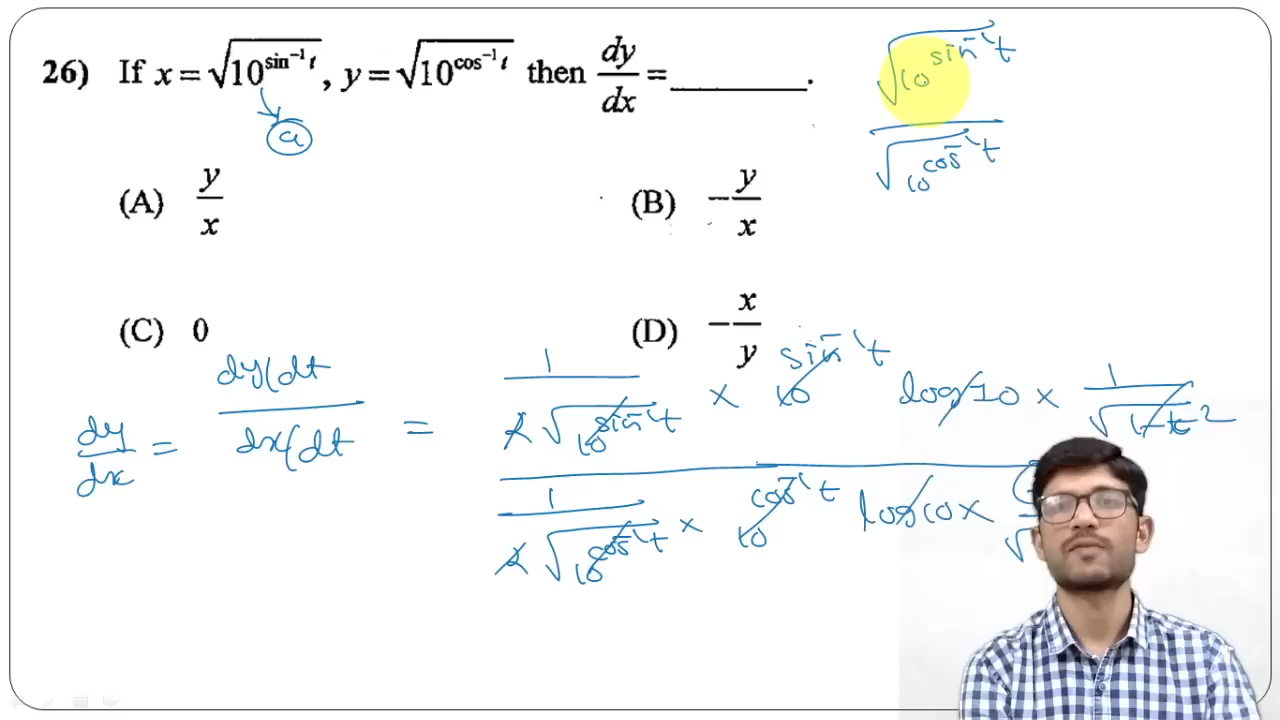 26) If x = √(10^(sin⁻¹ t)), y = √(10^(cos⁻¹ t)) then dy/dx = ________.
a
√(10^(sin⁻¹ t)) / √(10^(cos⁻¹ t))
(A) y/x
(B) −y/x
(C) 0
(D) −x/y
dy/dx = (dy/dt)/(dx/dt) = 1/(2√(10^(sin⁻¹ t))) × 10^(sin⁻¹ t) log 10 × 1/√(1−t²)
1/(2√(10^(cos⁻¹ t))) × 10^(cos⁻¹ t) log 10 ×